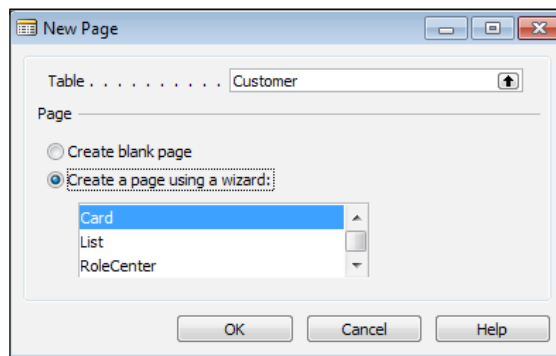 New Page
Table . . . . . . . . . . Customer
Page
Create blank page
Create a page using a wizard:
Card
List
RoleCenter
OK Cancel Help